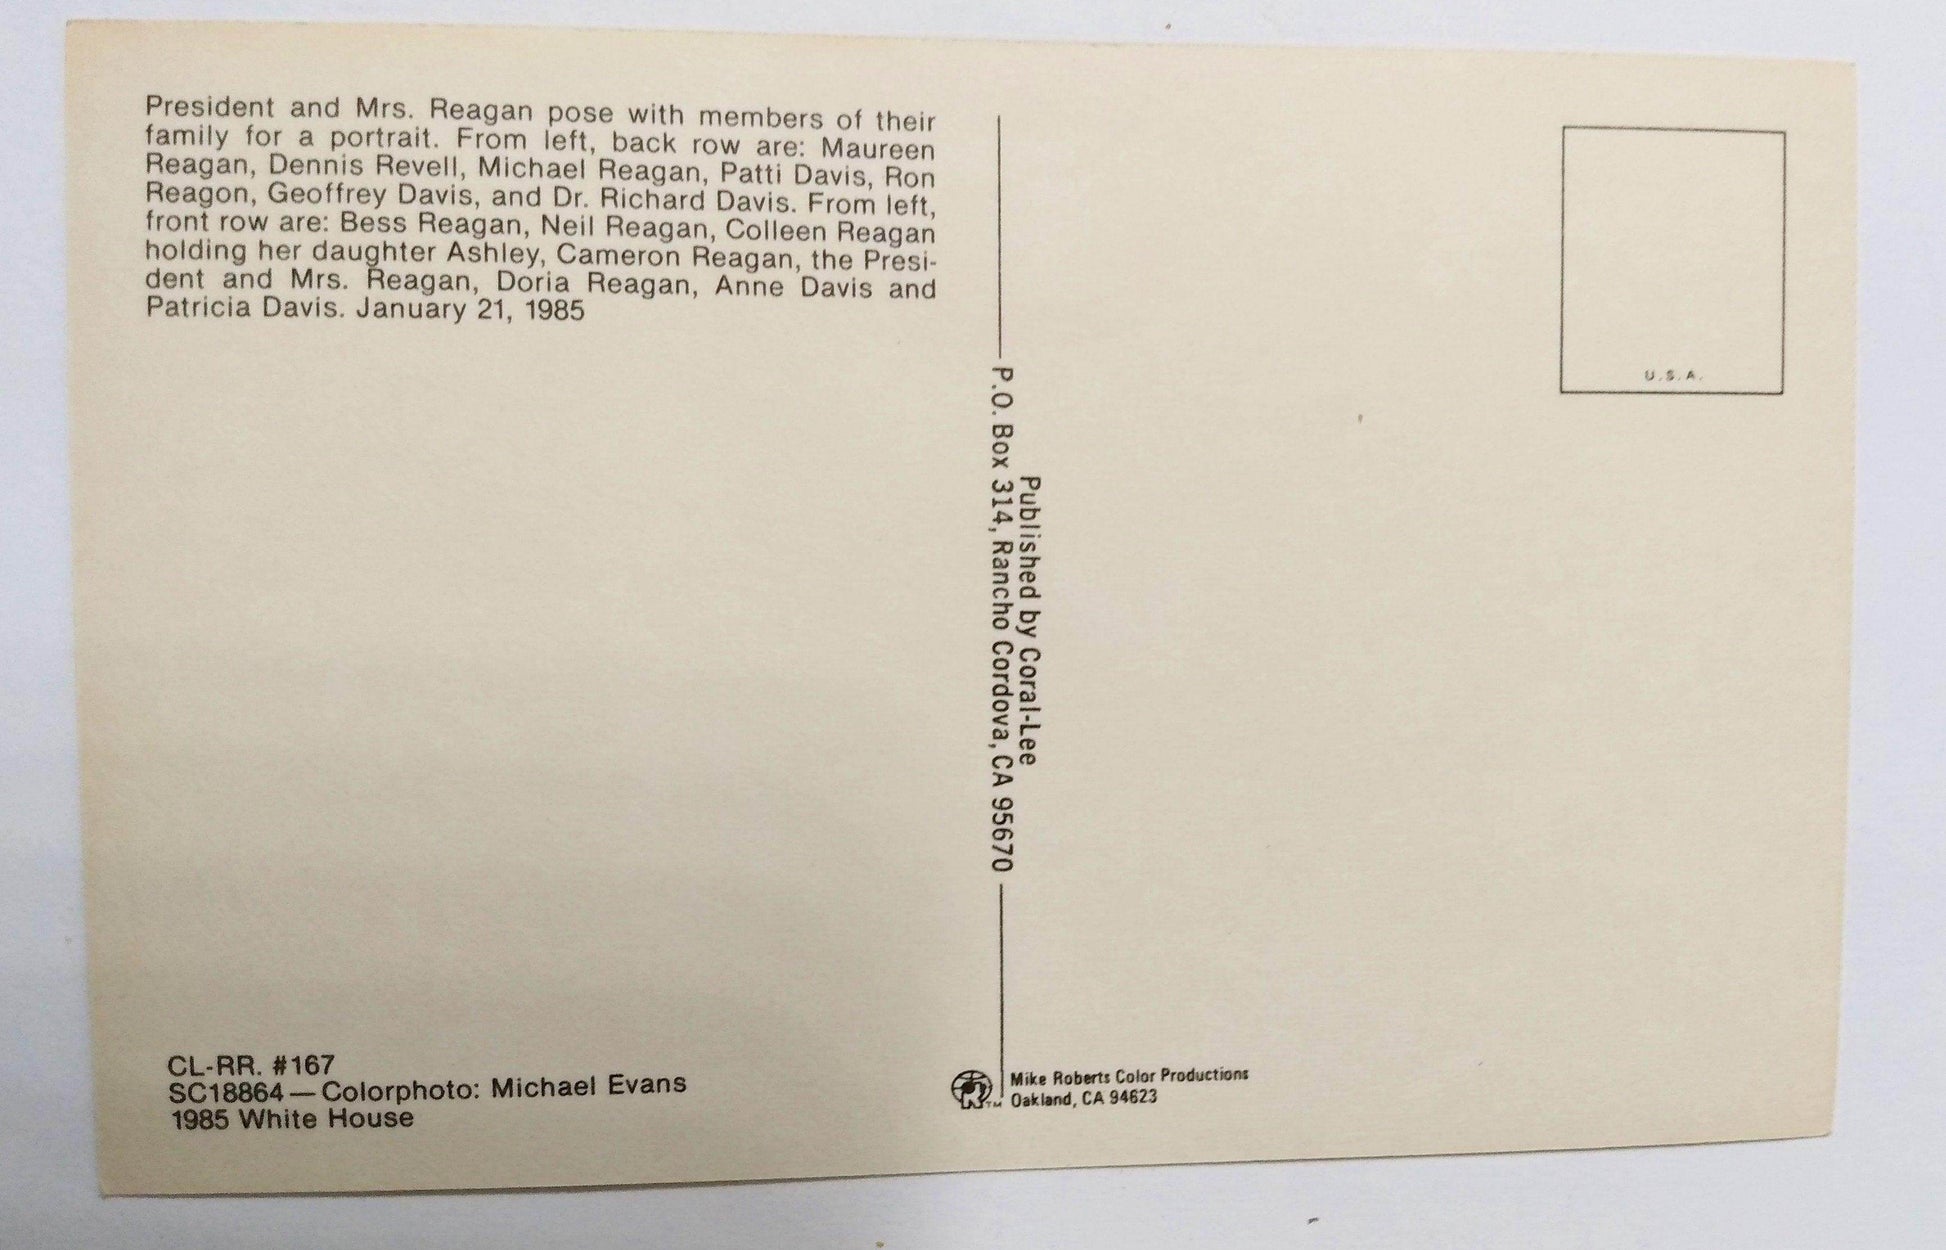 President and Mrs. Reagan pose with members of their
family for a portrait. From left, back row are: Maureen
Reagan, Dennis Revell, Michael Reagan, Patti Davis, Ron
Reagon, Geoffrey Davis, and Dr. Richard Davis. From left,
front row are: Bess Reagan, Neil Reagan, Colleen Reagan
holding her daughter Ashley, Cameron Reagan, the Presi-
dent and Mrs. Reagan, Doria Reagan, Anne Davis and
Patricia Davis. January 21, 1985
CL-RR. #167
SC18864—Colorphoto: Michael Evans
1985 White House
Published by Coral-Lee
P.O. Box 314, Rancho Cordova, CA 95670
TM
Mike Roberts Color Productions
Oakland, CA 94623
U.S.A.